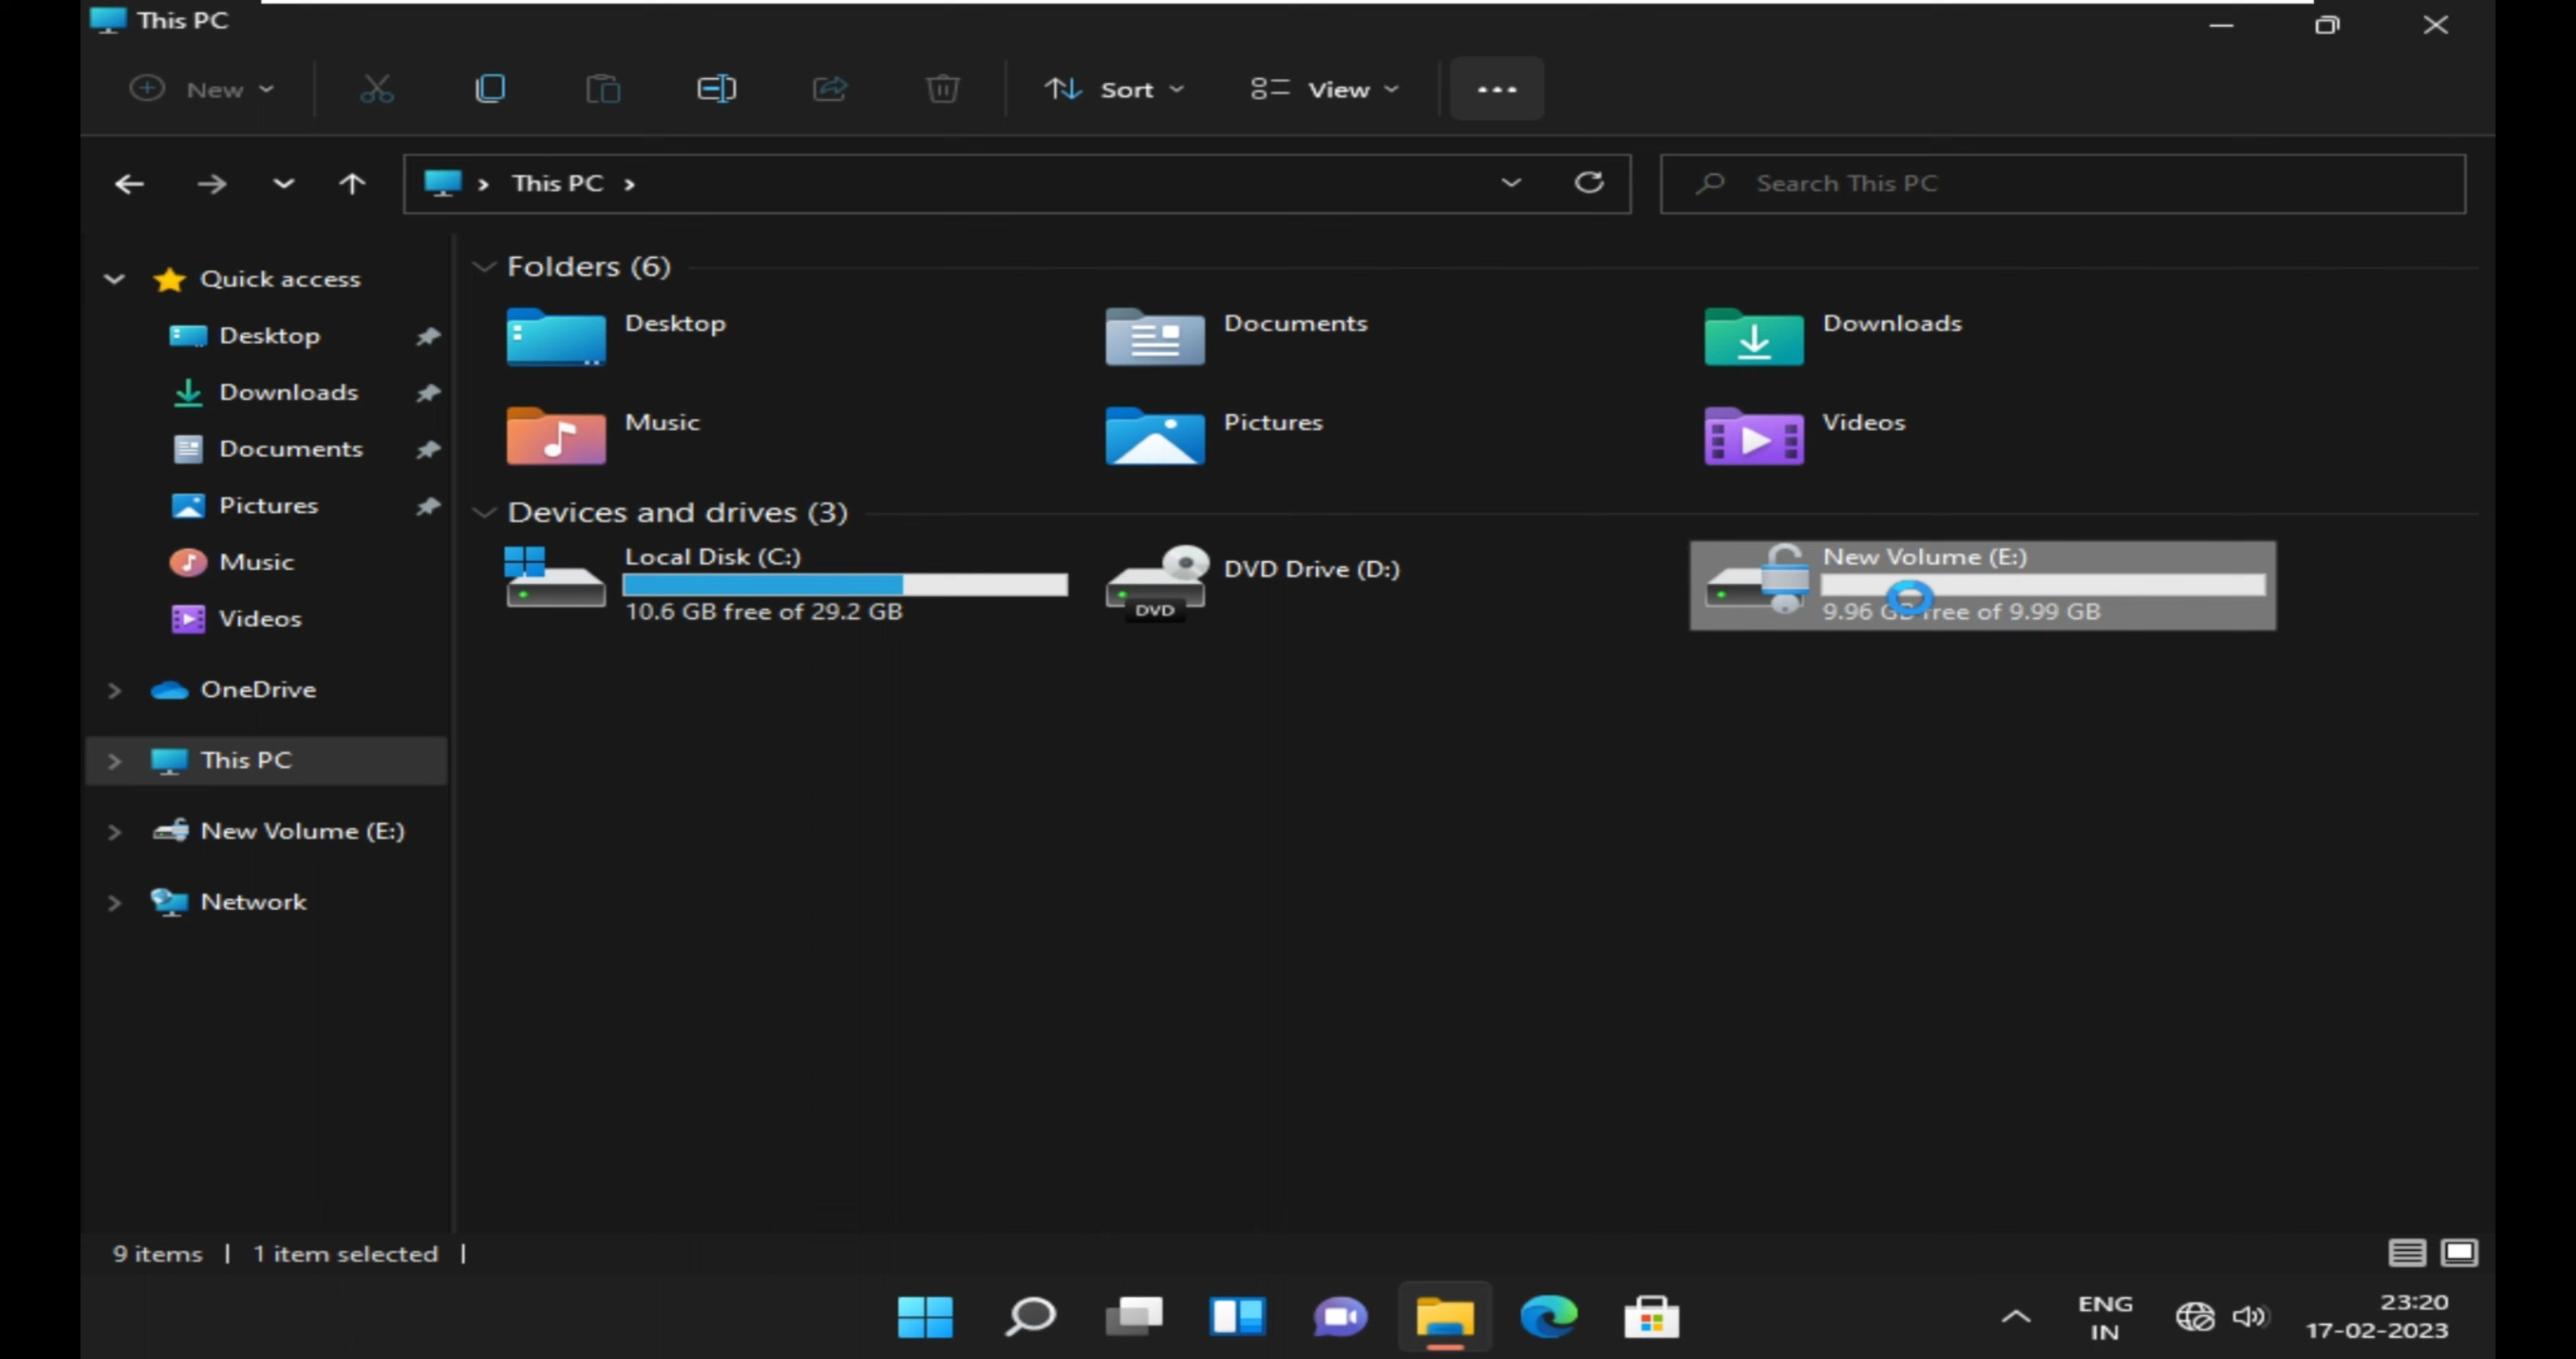 This PC
New
Sort
View
This PC
Search This PC
Quick access
Desktop
Downloads
Documents
Pictures
Music
Videos
OneDrive
This PC
New Volume (E:)
Network
Folders (6)
Desktop
Documents
Downloads
Music
Pictures
Videos
Devices and drives (3)
Local Disk (C:)
10.6 GB free of 29.2 GB
DVD Drive (D:)
DVD
New Volume (E:)
9.96 GB free of 9.99 GB
9 items
1 item selected
ENG
IN
23:20
17-02-2023